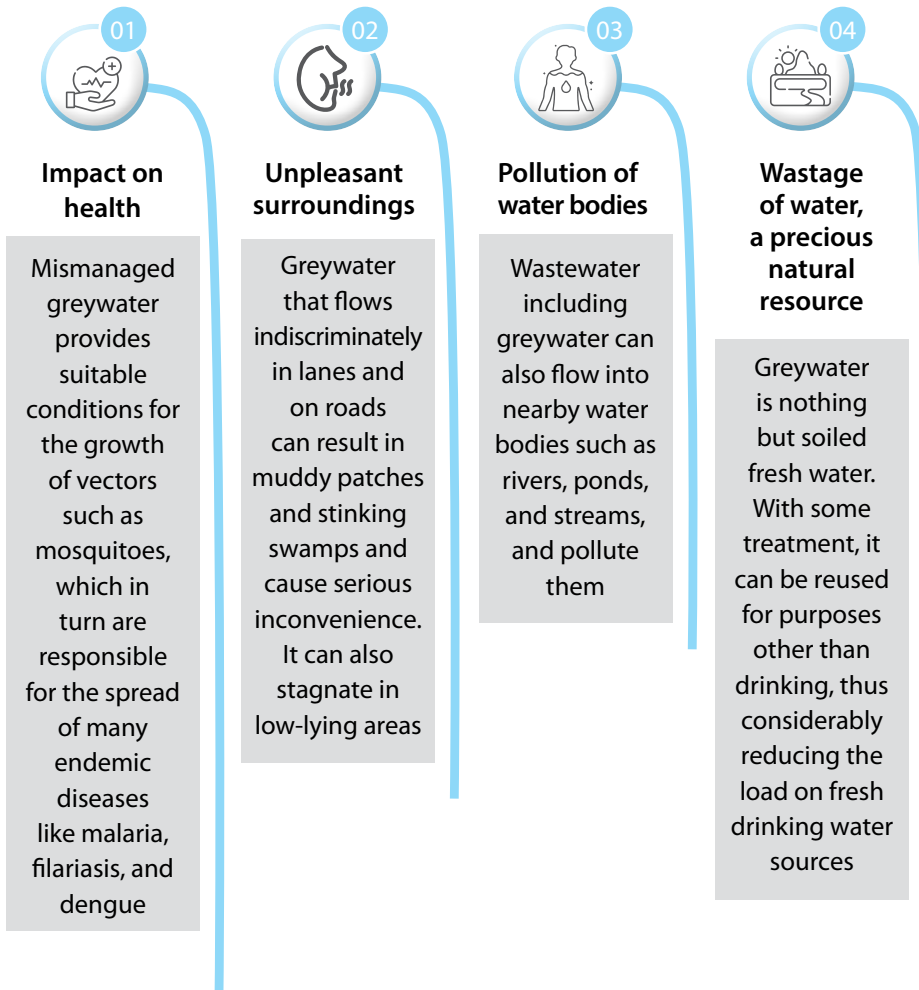 01
Impact on
health
Mismanaged
greywater
provides
suitable
conditions for
the growth
of vectors
such as
mosquitoes,
which in
turn are
responsible
for the spread
of many
endemic
diseases
like malaria,
filariasis, and
dengue
02
Unpleasant
surroundings
Greywater
that flows
indiscriminately
in lanes and
on roads
can result in
muddy patches
and stinking
swamps and
cause serious
inconvenience.
It can also
stagnate in
low-lying areas
03
Pollution of
water bodies
Wastewater
including
greywater can
also flow into
nearby water
bodies such as
rivers, ponds,
and streams,
and pollute
them
04
Wastage
of water,
a precious
natural
resource
Greywater
is nothing
but soiled
fresh water.
With some
treatment, it
can be reused
for purposes
other than
drinking, thus
considerably
reducing the
load on fresh
drinking water
sources